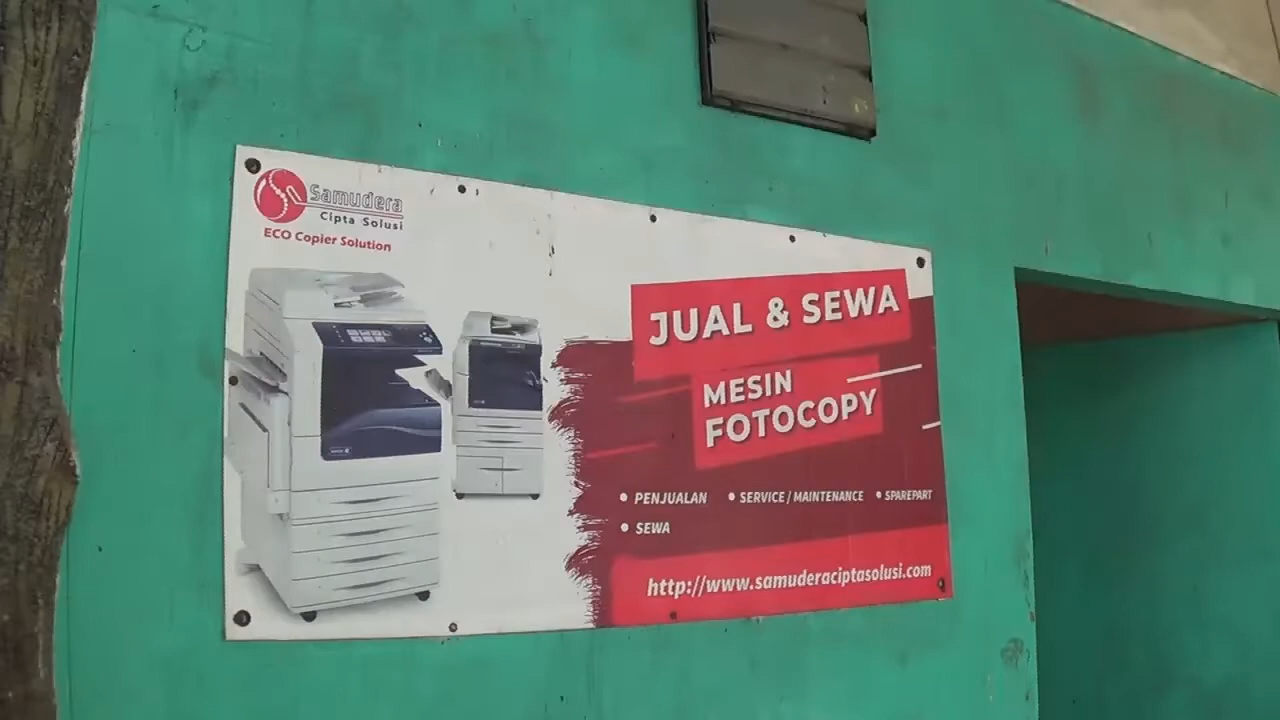 Samudera
Cipta Solusi
ECO Copier Solution
JUAL & SEWA
MESIN
FOTOCOPY
• PENJUALAN • SERVICE / MAINTENANCE • SPAREPART
• SEWA
http://www.samuderaciptasolusi.com